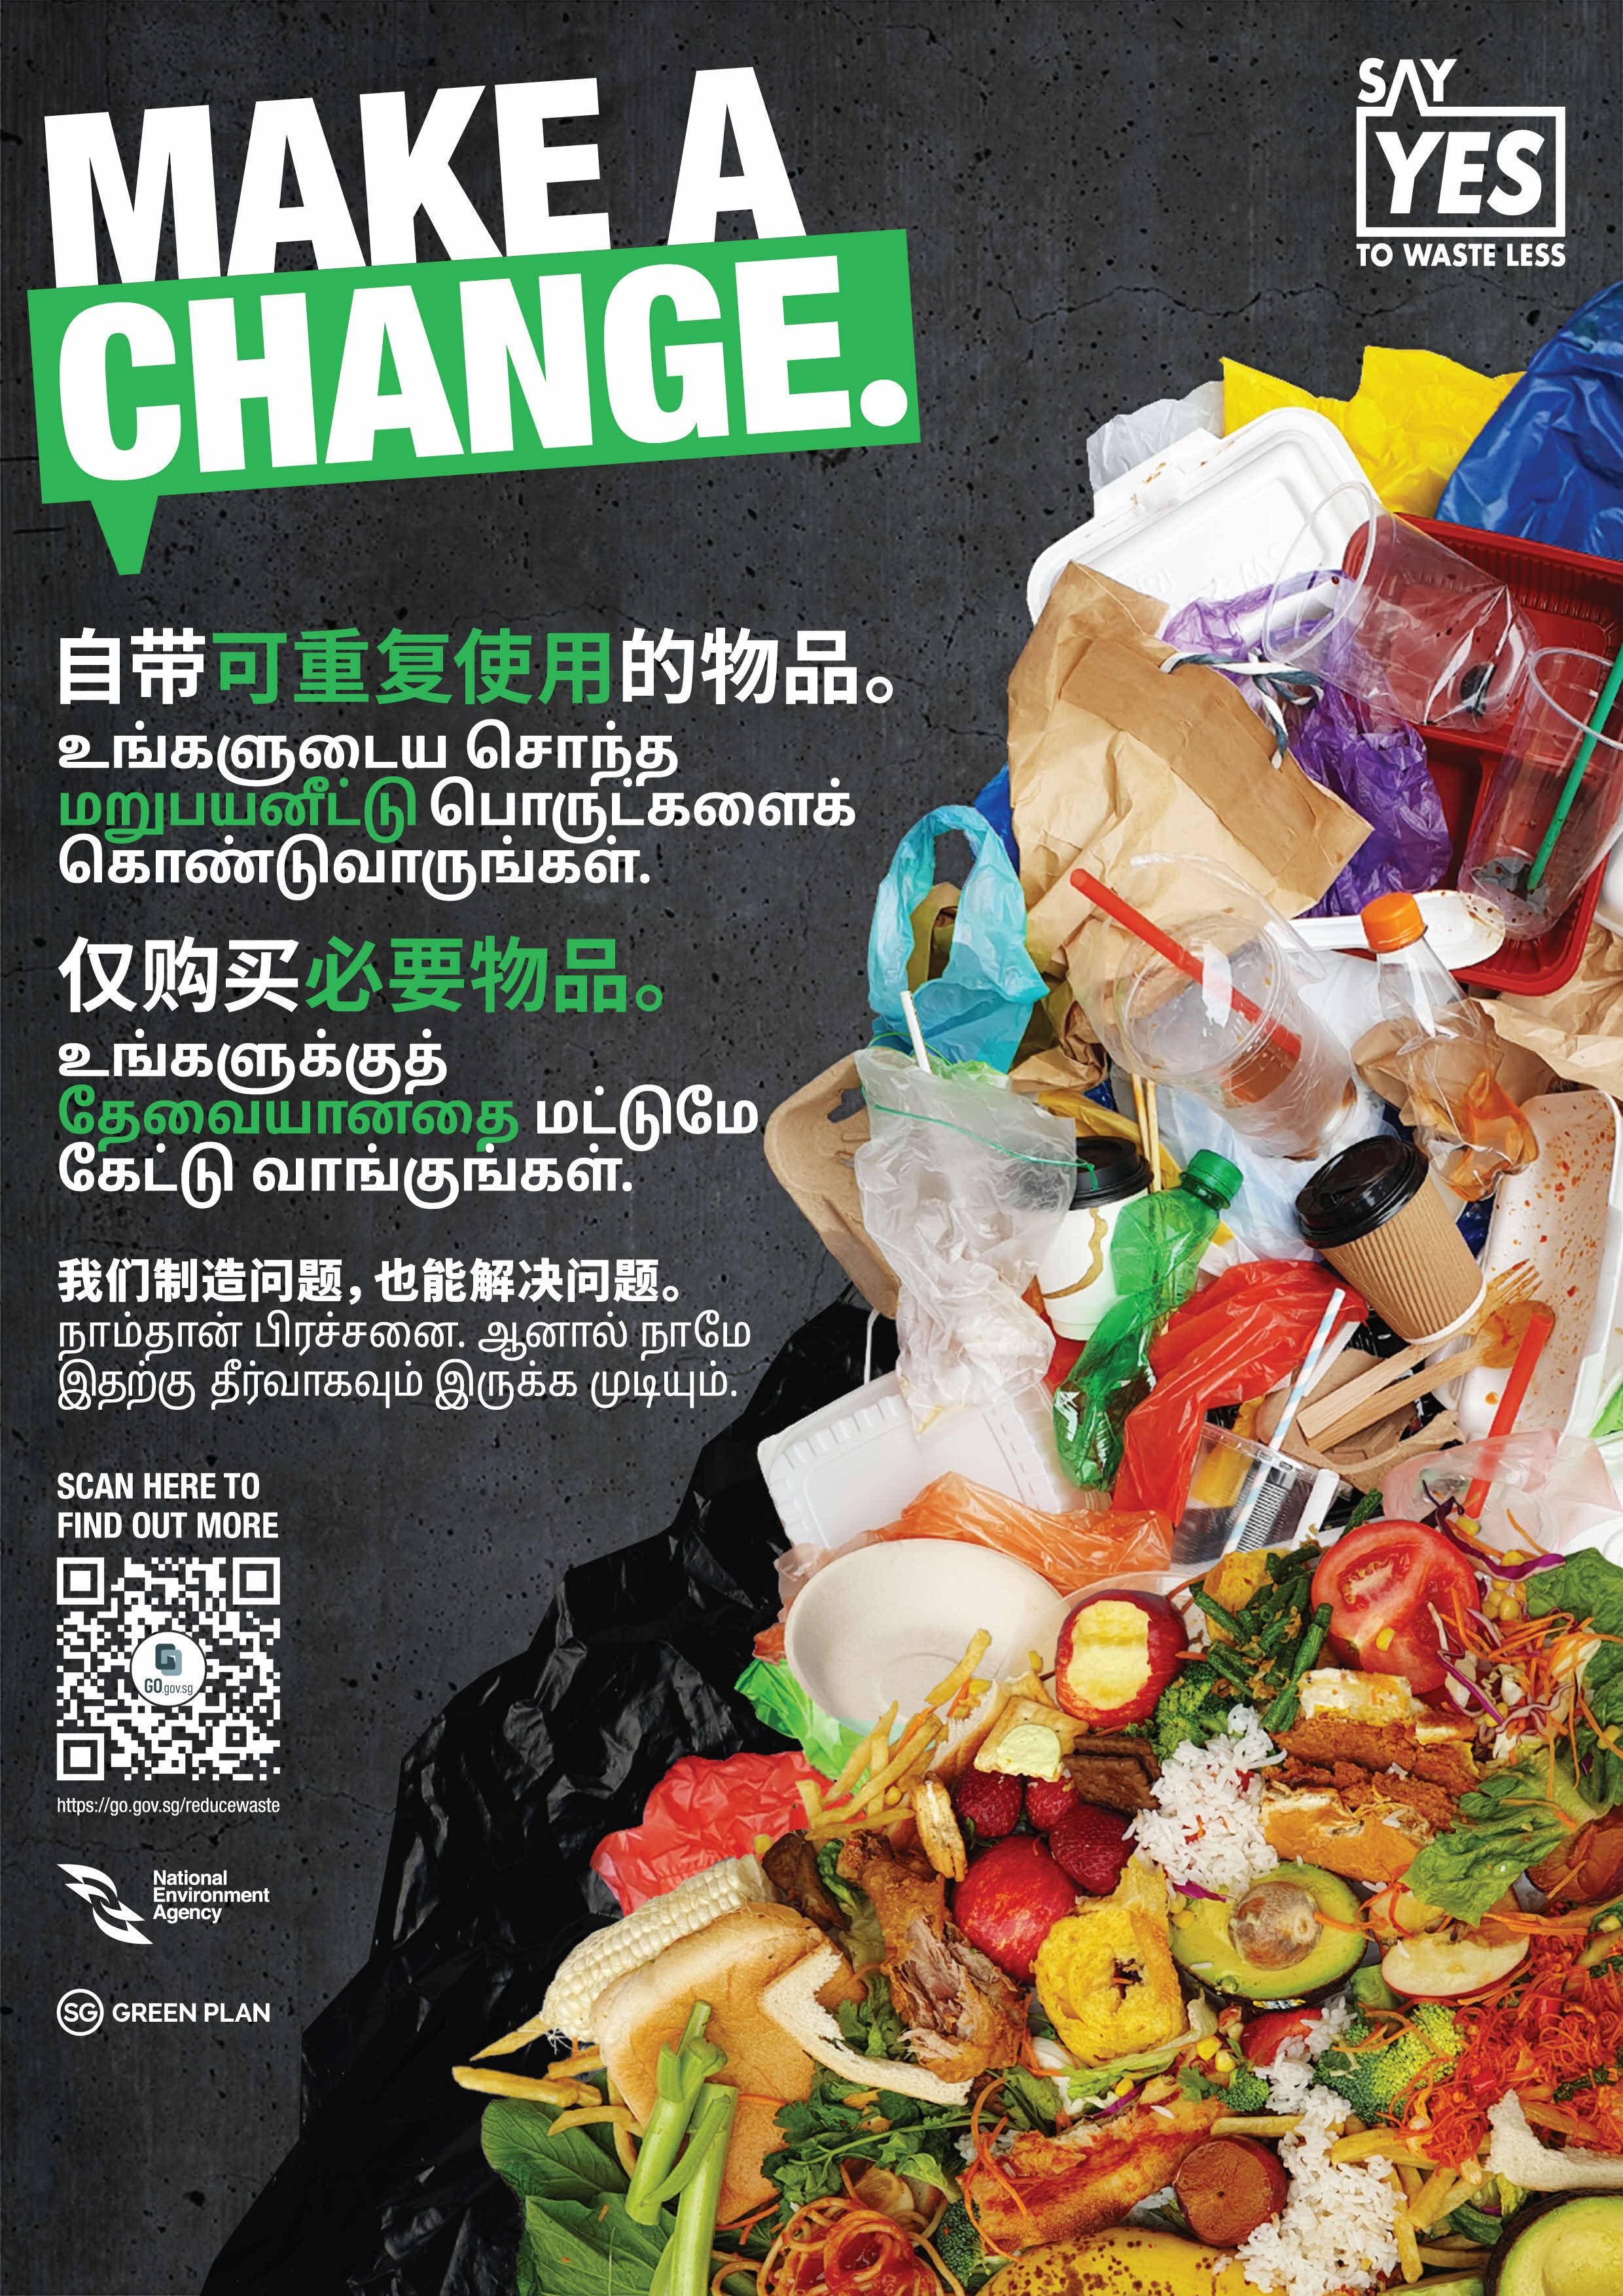 MAKE A
CHANGE.
SAY
YES
TO WASTE LESS
自带可重复使用的物品。
உங்களுடைய சொந்த
மறுபயனீட்டு பொருட்களைக்
கொண்டுவாருங்கள்.
仅购买必要物品。
உங்களுக்குத்
தேவையானதை மட்டுமே
கேட்டு வாங்குங்கள்.
我们制造问题，也能解决问题。
நாம்தான் பிரச்சனை. ஆனால் நாமே
இதற்கு தீர்வாகவும் இருக்க முடியும்.
SCAN HERE TO
FIND OUT MORE
GO.gov.sg
https://go.gov.sg/reducewaste
National
Environment
Agency
SG GREEN PLAN